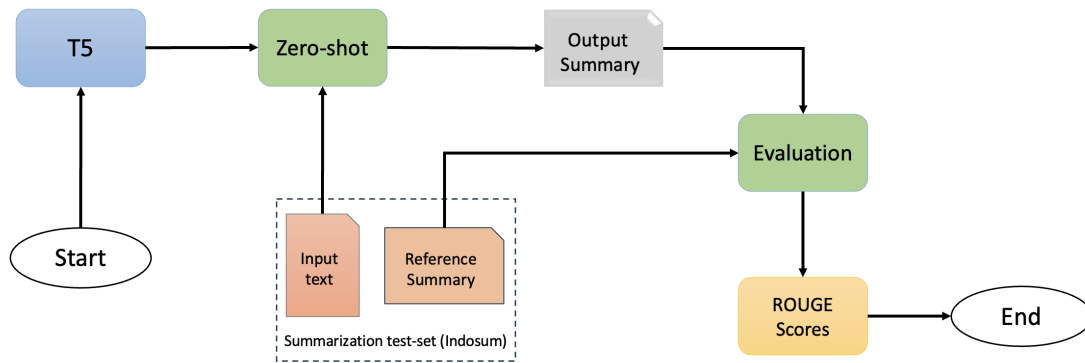 T5
Zero-shot
Output
Summary
Evaluation
Start
Input
text
Reference
Summary
Summarization test-set (Indosum)
ROUGE
Scores
End